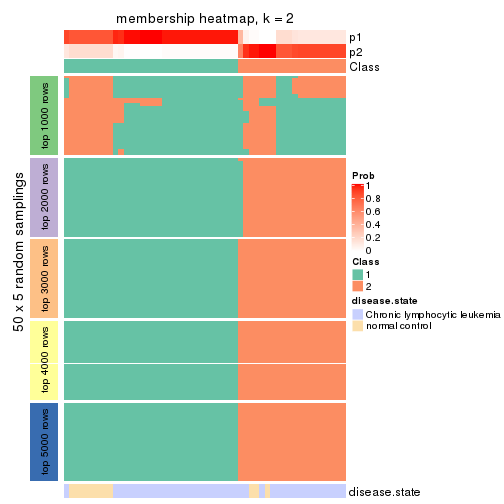 membership heatmap, k = 2
p1
p2
Class
50 x 5 random samplings
top 1000 rows
top 2000 rows
top 3000 rows
top 4000 rows
top 5000 rows
Prob
1
0.8
0.6
0.4
0.2
0
Class
1
2
disease.state
Chronic lymphocytic leukemia
normal control
disease.state